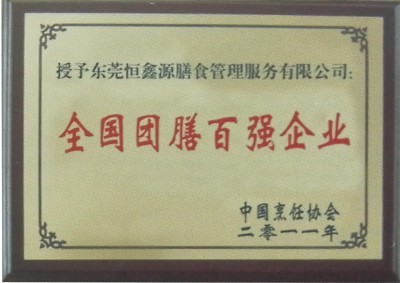 授予东莞恒鑫源膳食管理服务有限公司:
全国团膳百强企业
中国烹饪协会
二零一一年